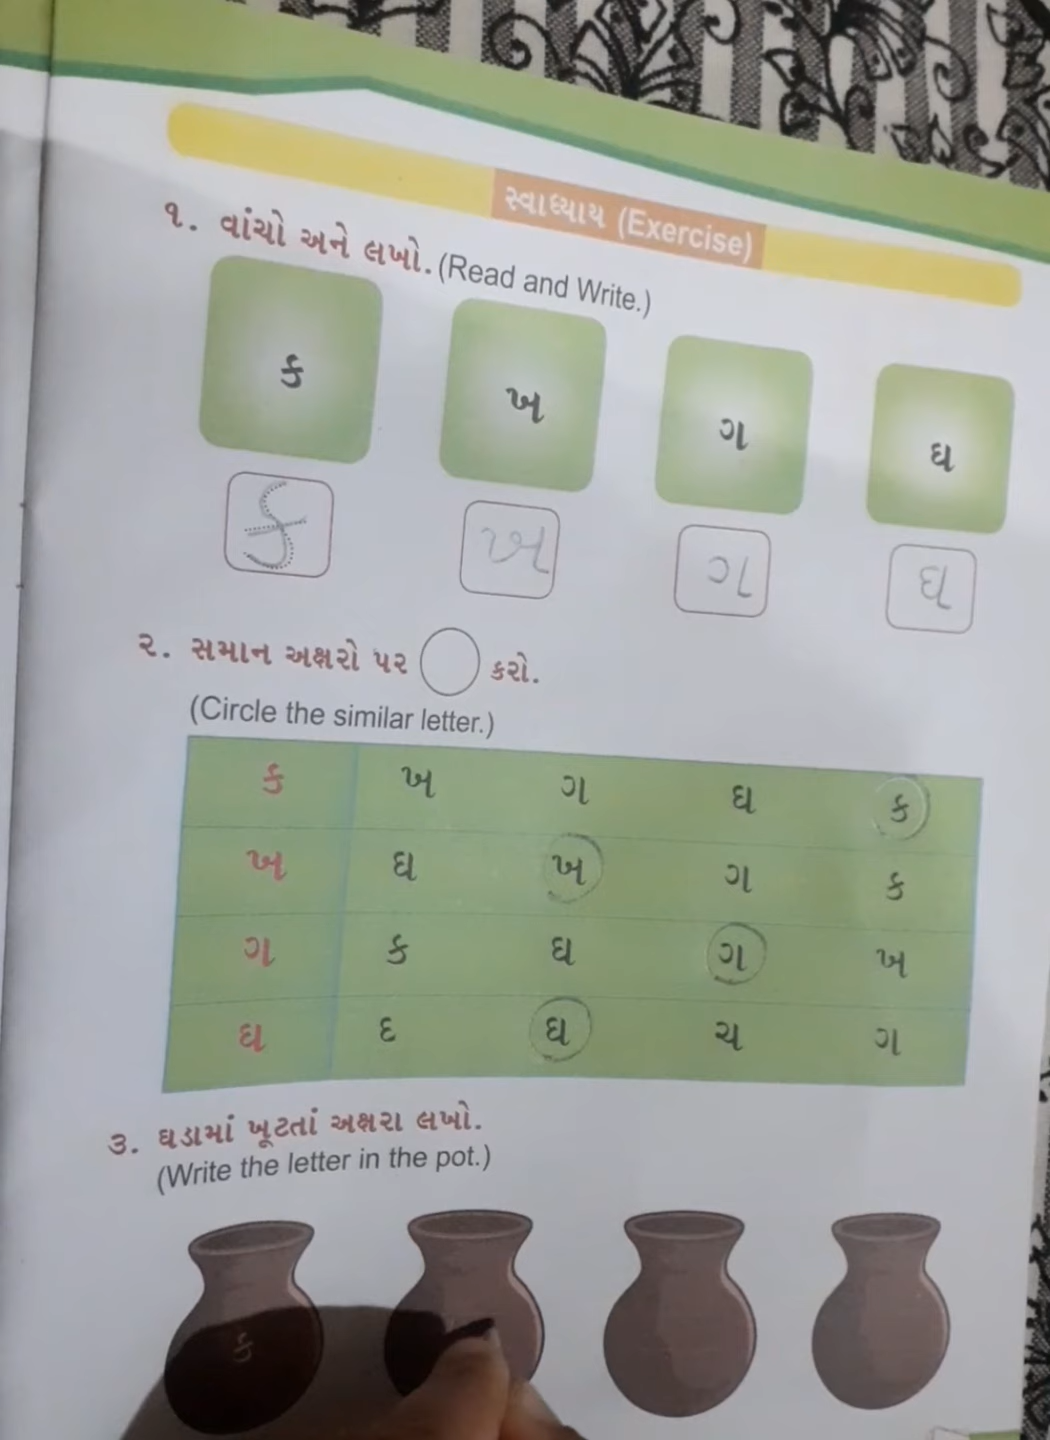 સ્વાધ્યાય (Exercise)
૧. વાંચો અને લખો. (Read and Write.)
ક ખ ગ ઘ
ક ખ ગ ઘ
૨. સમાન અક્ષરો પર કરો.
(Circle the similar letter.)
ક ખ ગ ઘ ક
ખ ઘ ખ ગ ક
ગ ક ઘ ગ ખ
ઘ દ ઘ ચ ગ
૩. ઘડામાં ખૂટતાં અક્ષરા લખો.
(Write the letter in the pot.)
ક